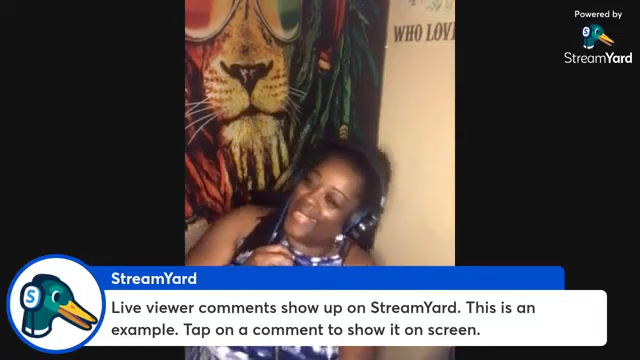 Powered by
StreamYard
WHO LOV
StreamYard
Live viewer comments show up on StreamYard. This is an
example. Tap on a comment to show it on screen.